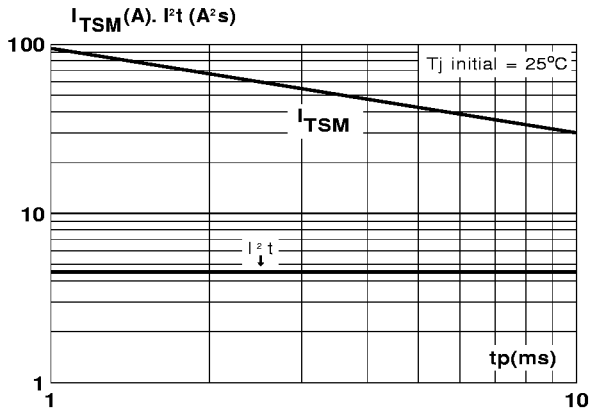 ITSM(A). I²t (A²s)
100
Tj initial = 25°C
ITSM
10
I²t
tp(ms)
1
1
10